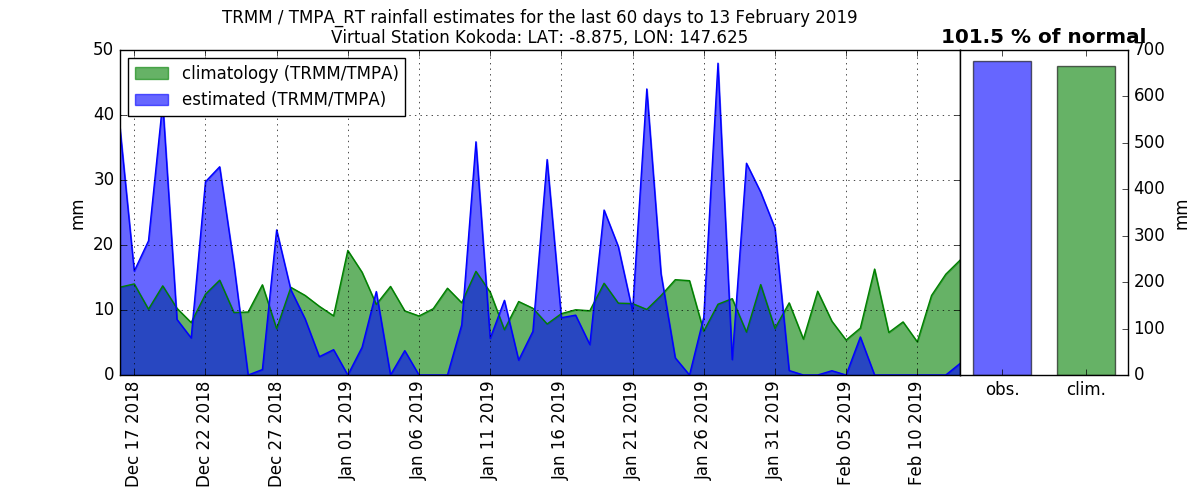 TRMM / TMPA_RT rainfall estimates for the last 60 days to 13 February 2019
Virtual Station Kokoda: LAT: -8.875, LON: 147.625
101.5 % of normal
climatology (TRMM/TMPA)
estimated (TRMM/TMPA)
50
40
30
20
10
0
mm
Dec 17 2018
Dec 22 2018
Dec 27 2018
Jan 01 2019
Jan 06 2019
Jan 11 2019
Jan 16 2019
Jan 21 2019
Jan 26 2019
Jan 31 2019
Feb 05 2019
Feb 10 2019
obs.
clim.
700
600
500
400
300
200
100
0
mm